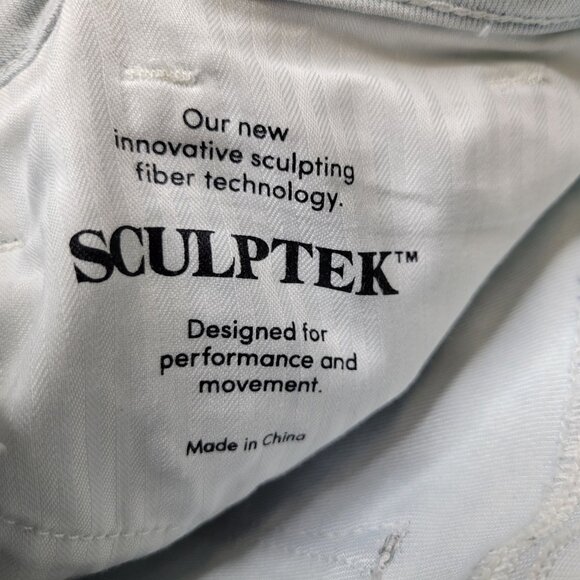 Our new
innovative sculpting
fiber technology.
SCULPTEK™
Designed for
performance and
movement.
Made in China